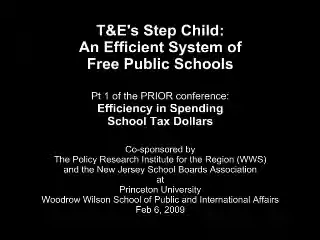 T&E's Step Child:
An Efficient System of
Free Public Schools
Pt 1 of the PRIOR conference:
Efficiency in Spending
School Tax Dollars
Co-sponsored by
The Policy Research Institute for the Region (WWS)
and the New Jersey School Boards Association
at
Princeton University
Woodrow Wilson School of Public and International Affairs
Feb 6, 2009